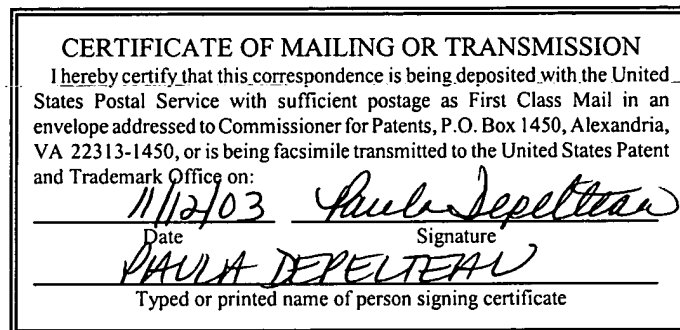 CERTIFICATE OF MAILING OR TRANSMISSION
I hereby certify that this correspondence is being deposited with the United
States Postal Service with sufficient postage as First Class Mail in an
envelope addressed to Commissioner for Patents, P.O. Box 1450, Alexandria,
VA 22313-1450, or is being facsimile transmitted to the United States Patent
and Trademark Office on:
11/12/03 Paula Depelteau
Date Signature
PAULA DEPELTEAU
Typed or printed name of person signing certificate